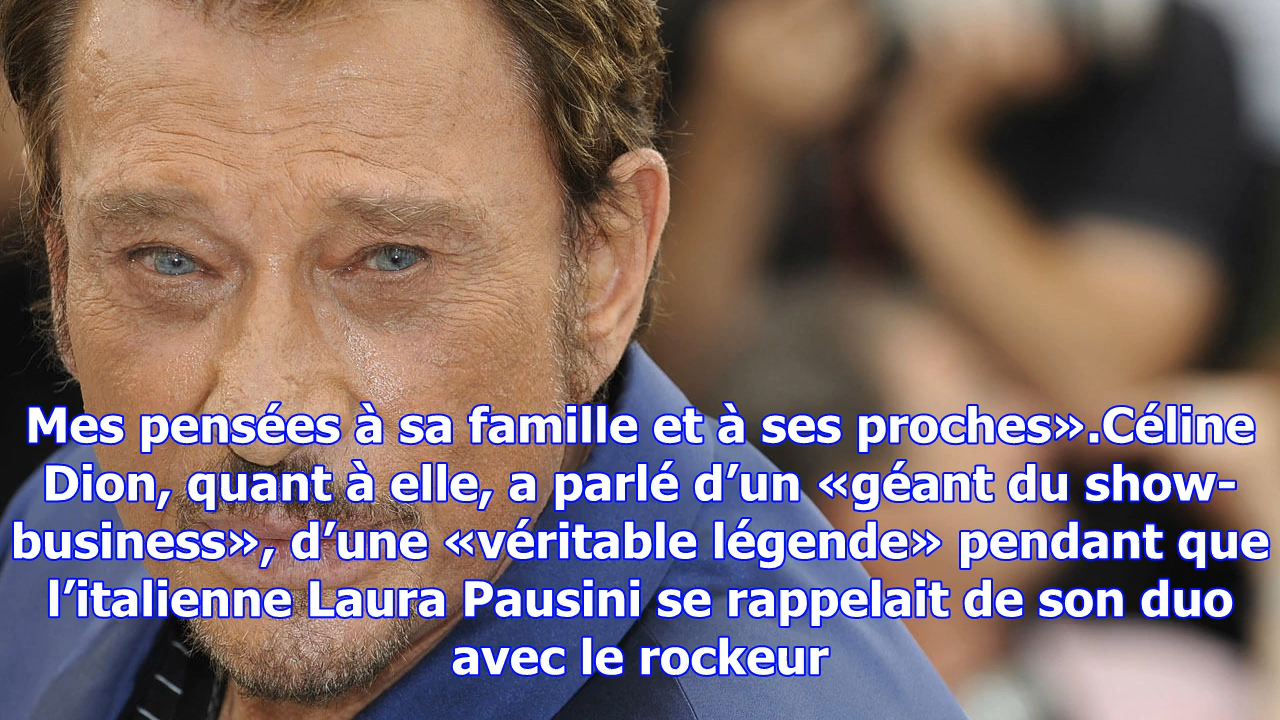 Mes pensées à sa famille et à ses proches».Céline
Dion, quant à elle, a parlé d’un «géant du show-
business», d’une «véritable légende» pendant que
l’italienne Laura Pausini se rappelait de son duo
avec le rockeur